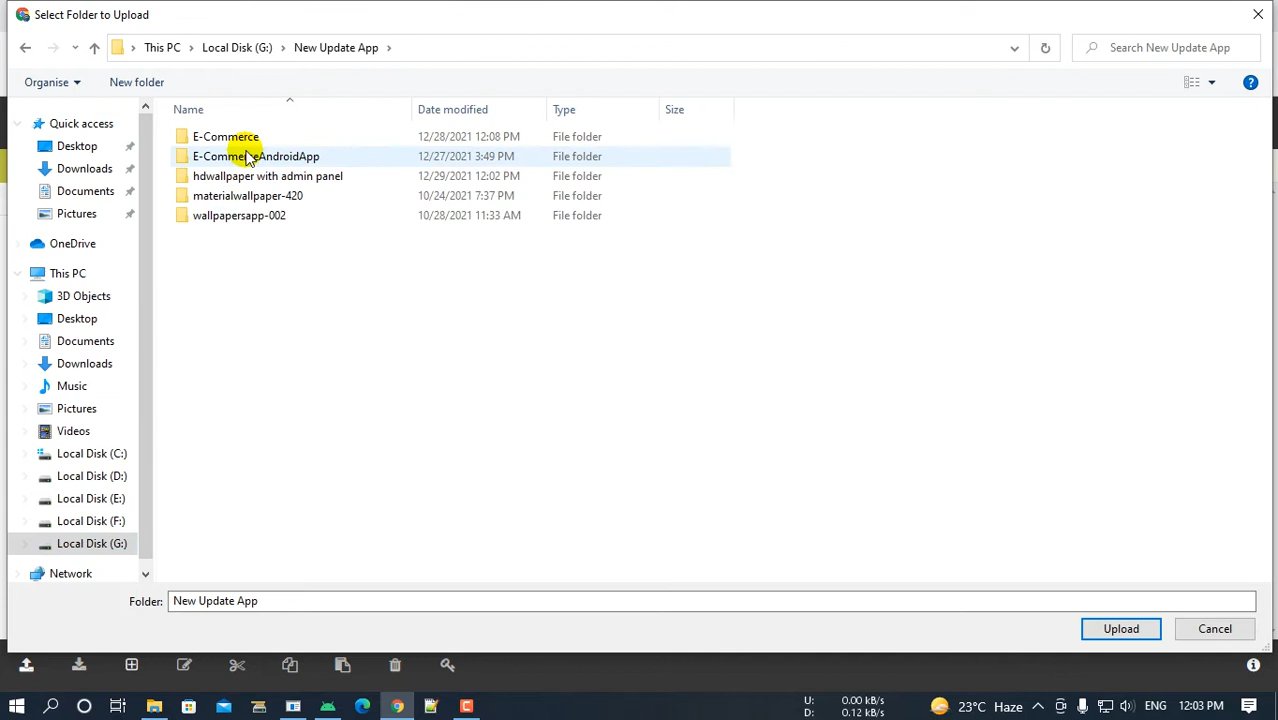 Select Folder to Upload
This PC > Local Disk (G:) > New Update App >
Search New Update App
Organise
New folder
Name
Date modified
Type
Size
Quick access
Desktop
Downloads
Documents
Pictures
OneDrive
This PC
3D Objects
Desktop
Documents
Downloads
Music
Pictures
Videos
Local Disk (C:)
Local Disk (D:)
Local Disk (E:)
Local Disk (F:)
Local Disk (G:)
Network
E-Commerce 12/28/2021 12:08 PM File folder
E-CommerceAndroidApp 12/27/2021 3:49 PM File folder
hdwallpaper with admin panel 12/29/2021 12:02 PM File folder
materialwallpaper-420 10/24/2021 7:37 PM File folder
wallpapersapp-002 10/28/2021 11:33 AM File folder
Folder: New Update App
Upload
Cancel
U: 0.00 kB/s
D: 0.12 kB/s
23°C Haze
12:03 PM